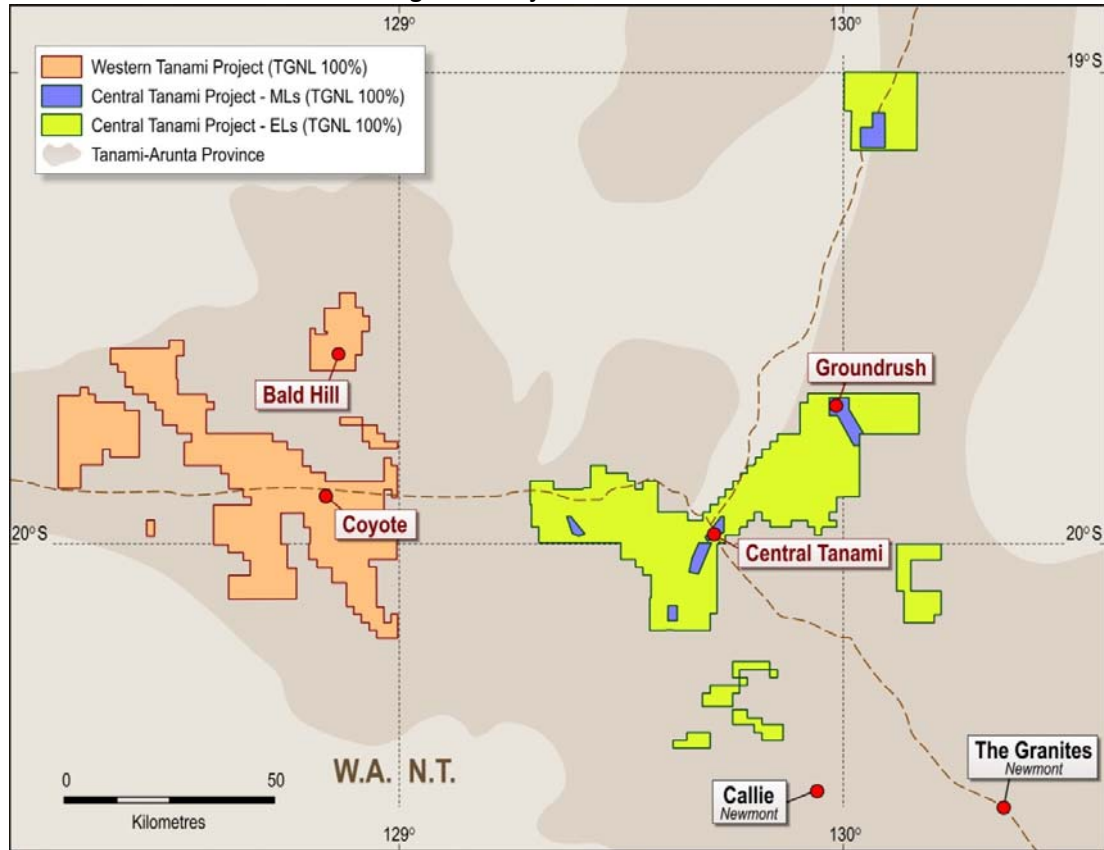 129°
130°
19°S
Western Tanami Project (TGNL 100%)
Central Tanami Project - MLs (TGNL 100%)
Central Tanami Project - ELs (TGNL 100%)
Tanami-Arunta Province
Bald Hill
Groundrush
Coyote
20°S
20°S
Central Tanami
W.A. N.T.
0 50
Kilometres
Callie
Newmont
The Granites
Newmont
129°
130°